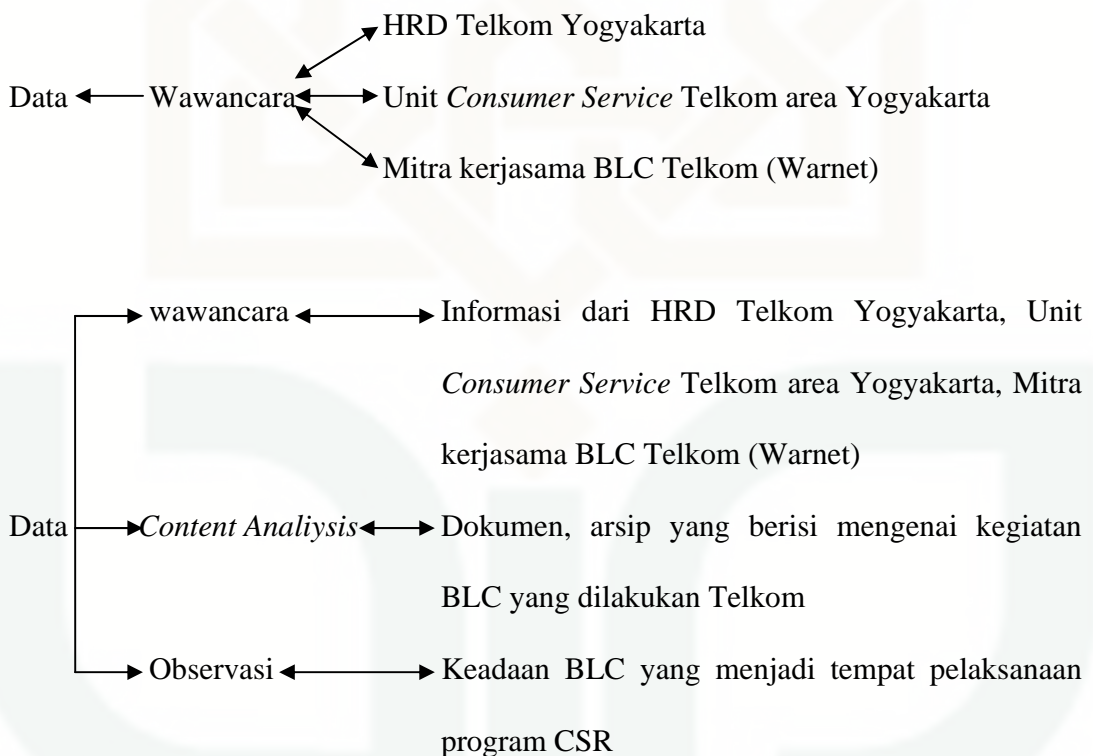 HRD Telkom Yogyakarta
Data Wawancara Unit Consumer Service Telkom area Yogyakarta
Mitra kerjasama BLC Telkom (Warnet)
wawancara Informasi dari HRD Telkom Yogyakarta, Unit
Consumer Service Telkom area Yogyakarta, Mitra
kerjasama BLC Telkom (Warnet)
Data Content Analiysis Dokumen, arsip yang berisi mengenai kegiatan
BLC yang dilakukan Telkom
Observasi Keadaan BLC yang menjadi tempat pelaksanaan
program CSR